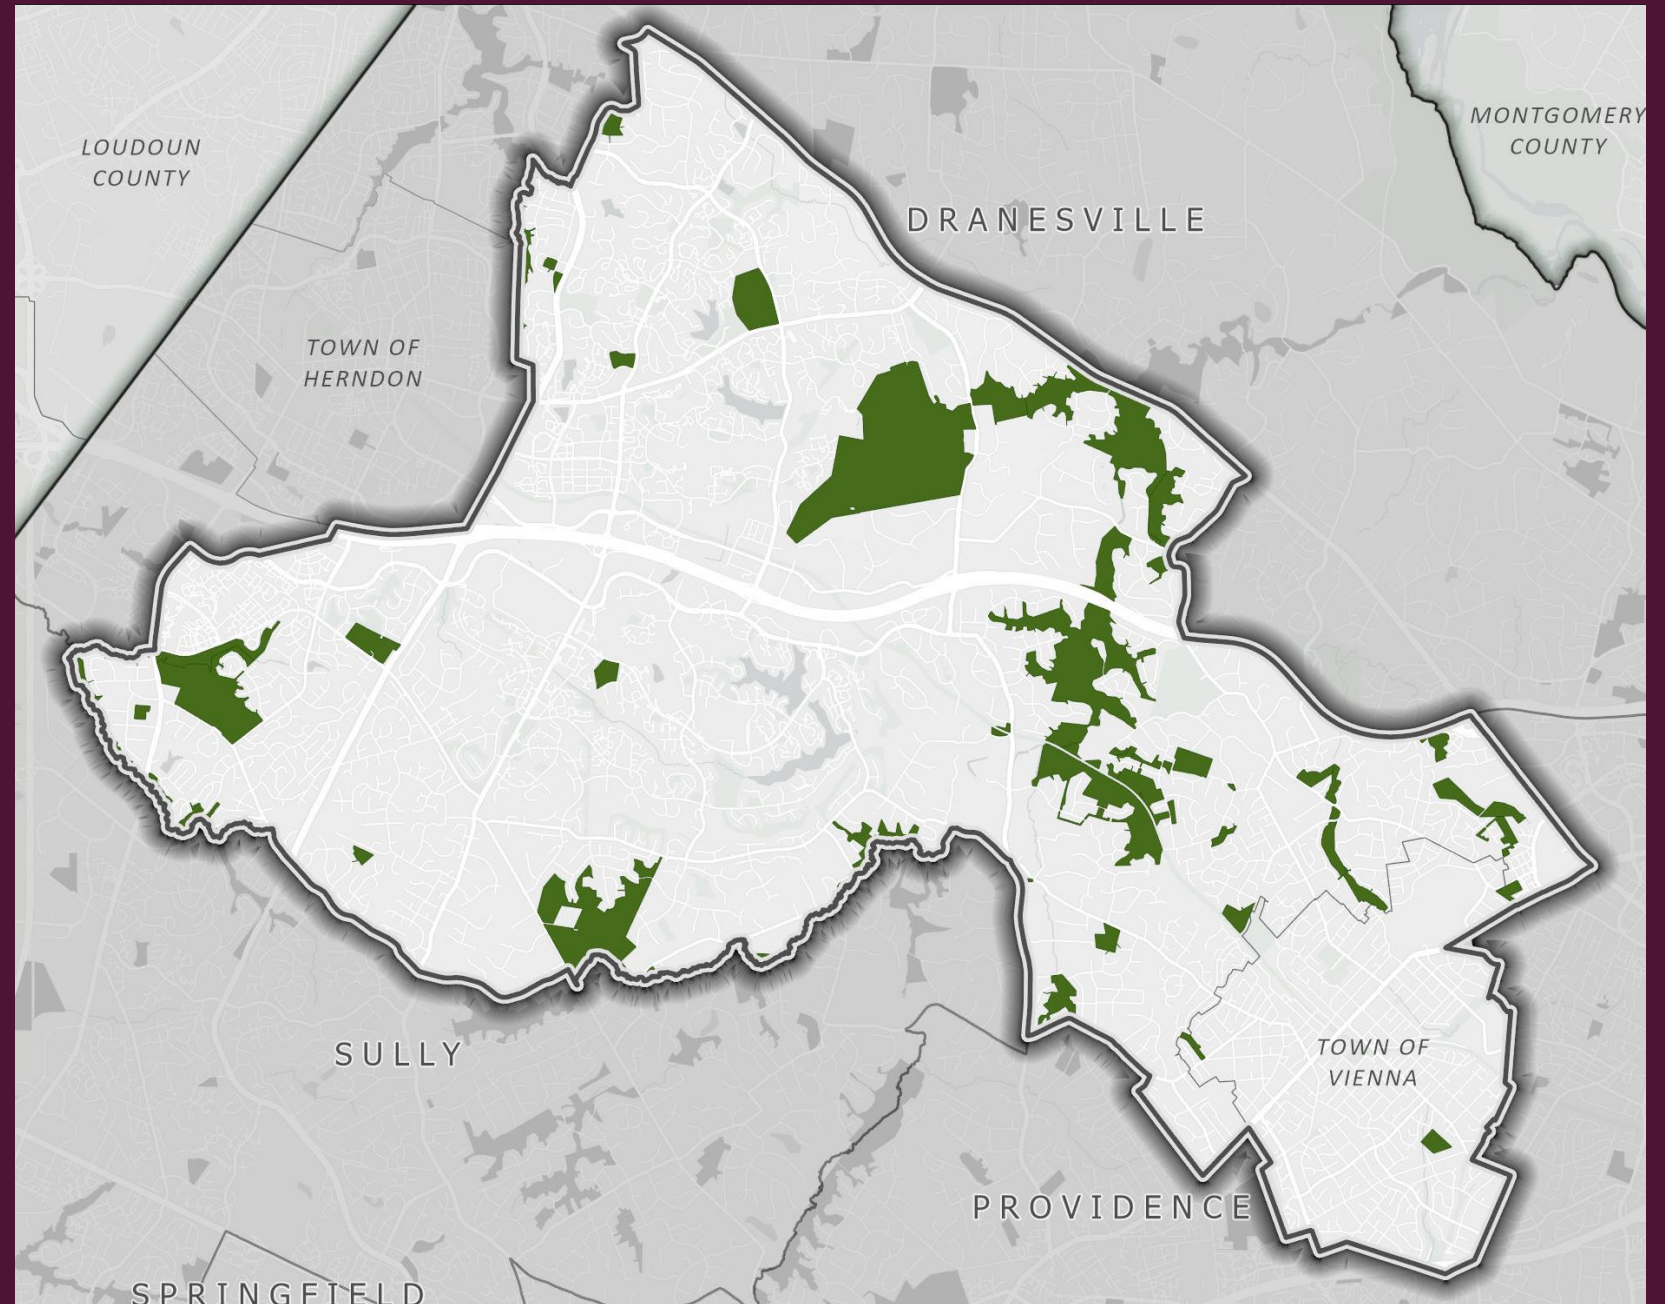 MONTGOMERY
COUNTY
LOUDOUN
COUNTY
DRANESVILLE
TOWN OF
HERNDON
SULLY
TOWN OF
VIENNA
PROVIDENCE
SPRINGFIELD